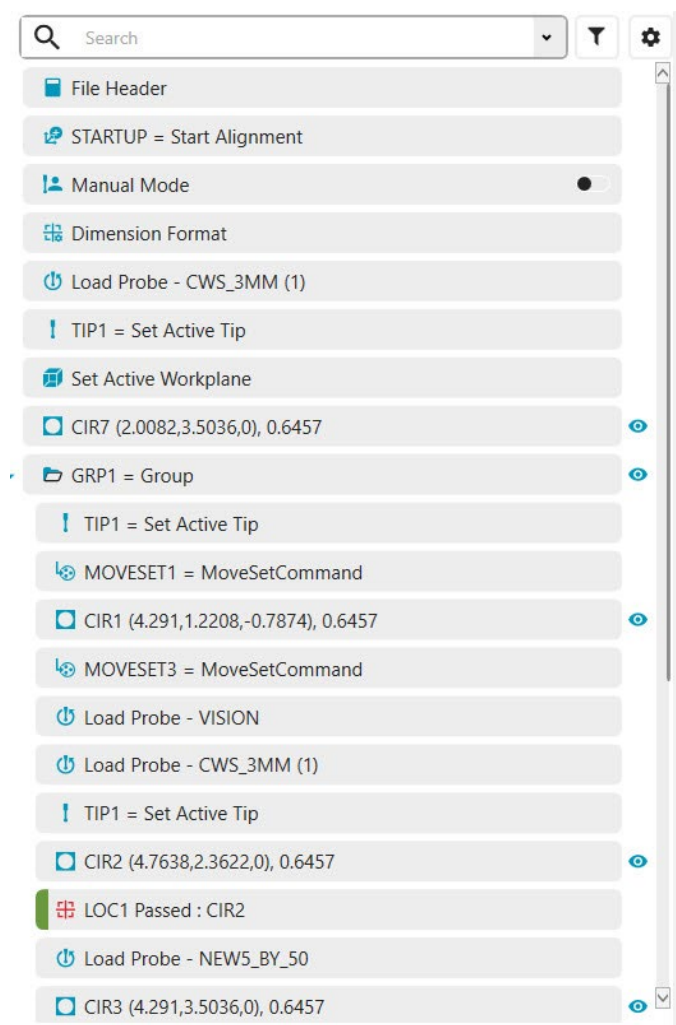 Search
File Header
STARTUP = Start Alignment
Manual Mode
Dimension Format
Load Probe - CWS_3MM (1)
TIP1 = Set Active Tip
Set Active Workplane
CIR7 (2.0082,3.5036,0), 0.6457
GRP1 = Group
TIP1 = Set Active Tip
MOVESET1 = MoveSetCommand
CIR1 (4.291,1.2208,-0.7874), 0.6457
MOVESET3 = MoveSetCommand
Load Probe - VISION
Load Probe - CWS_3MM (1)
TIP1 = Set Active Tip
CIR2 (4.7638,2.3622,0), 0.6457
LOC1 Passed : CIR2
Load Probe - NEW5_BY_50
CIR3 (4.291,3.5036,0), 0.6457